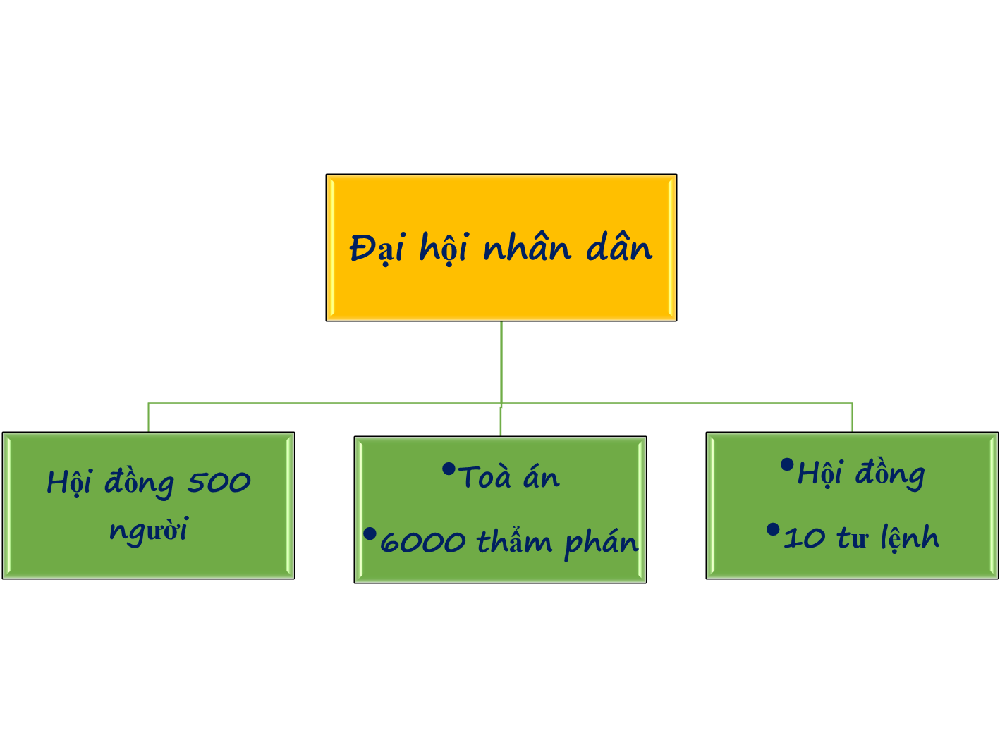 Đại hội nhân dân
Hội đồng 500
người
•Toà án
•6000 thẩm phán
•Hội đồng
•10 tư lệnh